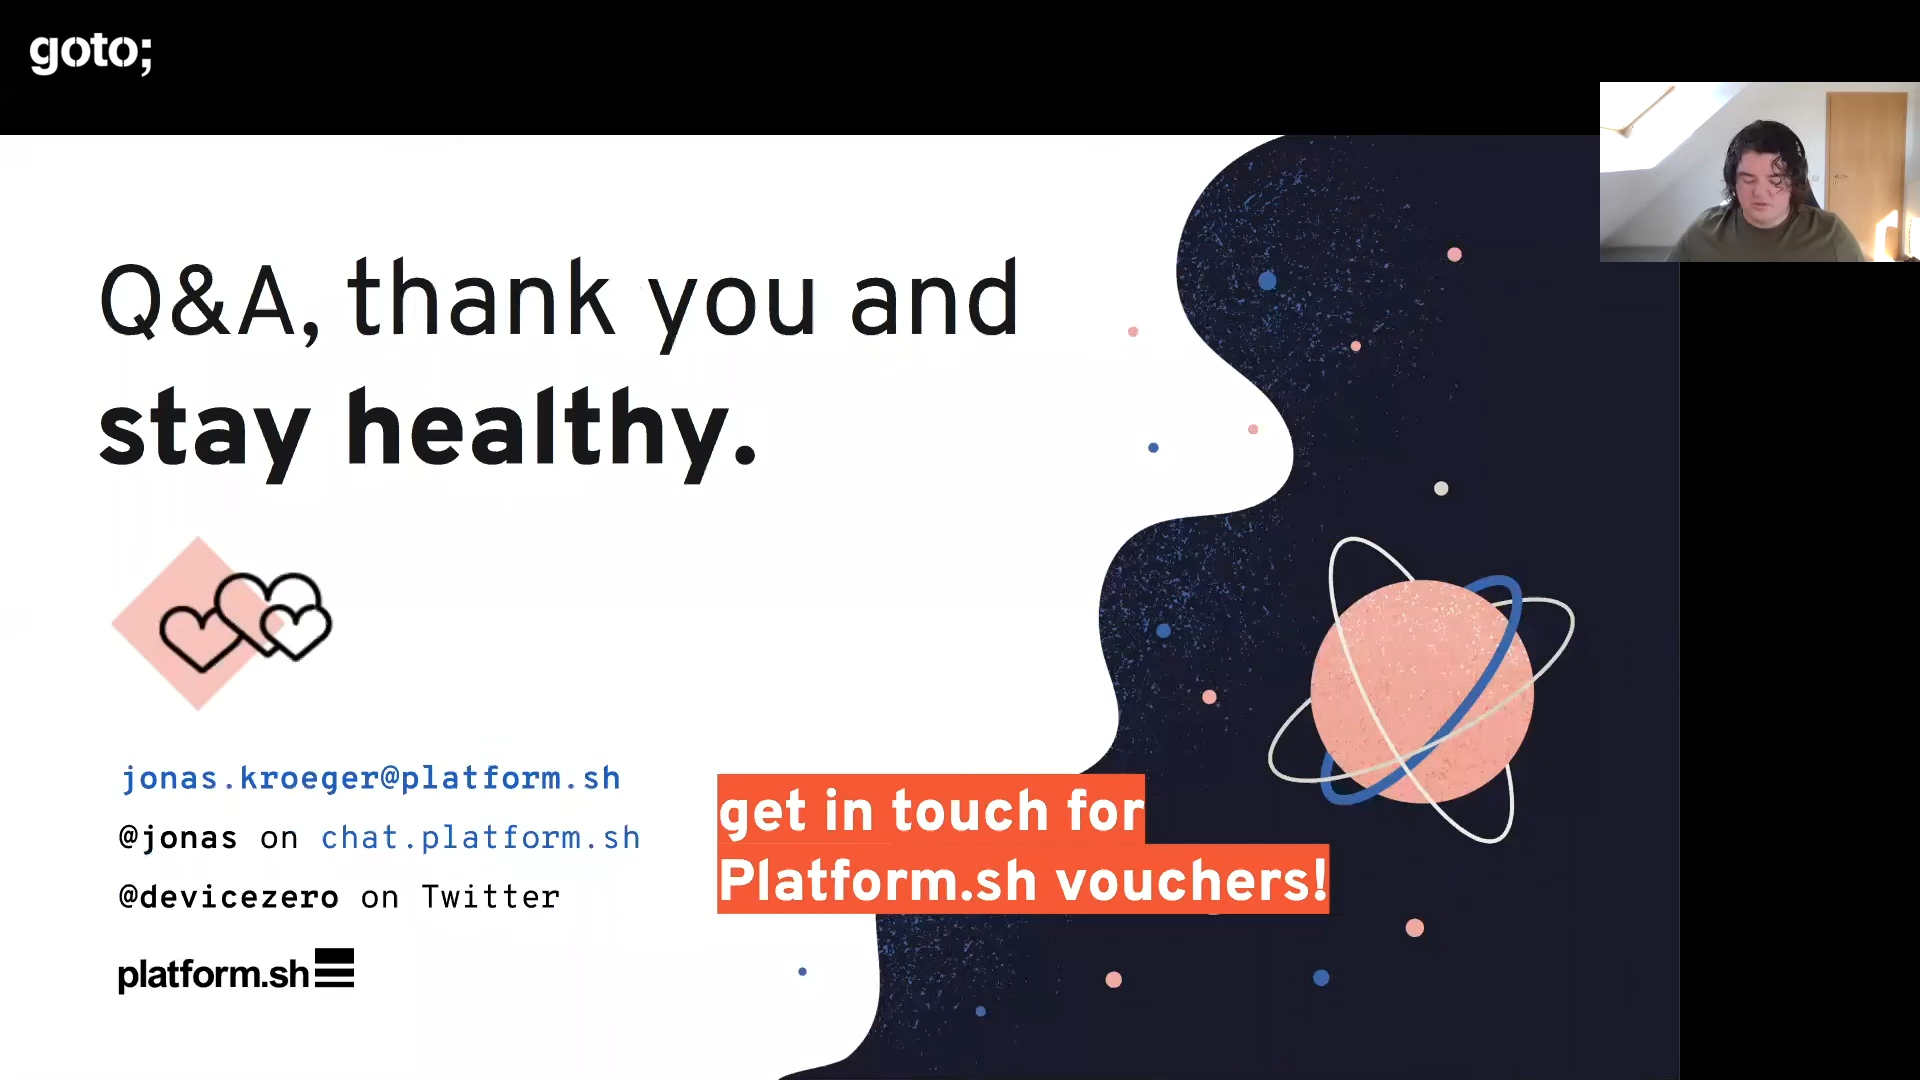 goto;
Q&A, thank you and
stay healthy.
jonas.kroeger@platform.sh
@jonas on chat.platform.sh
@devicezero on Twitter
get in touch for
Platform.sh vouchers!
platform.sh